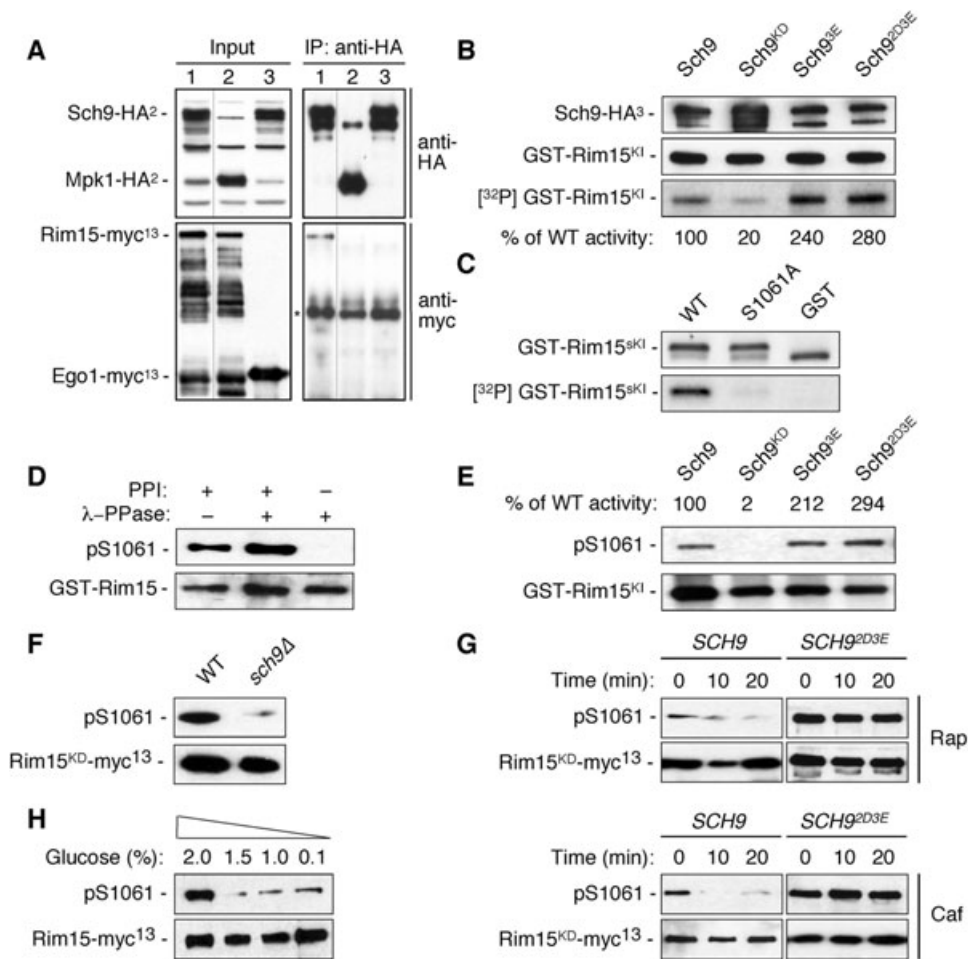 A
Input IP: anti-HA
1 2 3 1 2 3
Sch9-HA²
Mpk1-HA²
anti-HA
Rim15-myc¹³
*
anti-myc
Ego1-myc¹³
B
Sch9 Sch9ᴷᴰ Sch9³ᴱ Sch9²ᴰ³ᴱ
Sch9-HA³
GST-Rim15ᴷᴵ
[³²P] GST-Rim15ᴷᴵ
% of WT activity: 100 20 240 280
C
WT S1061A GST
GST-Rim15ˢᴷᴵ
[³²P] GST-Rim15ˢᴷᴵ
D
PPI: + + –
λ–PPase: – + +
pS1061
GST-Rim15
E
Sch9 Sch9ᴷᴰ Sch9³ᴱ Sch9²ᴰ³ᴱ
% of WT activity: 100 2 212 294
pS1061
GST-Rim15ᴷᴵ
F
WT sch9Δ
pS1061
Rim15ᴷᴰ-myc¹³
G
SCH9 SCH9²ᴰ³ᴱ
Time (min): 0 10 20 0 10 20
pS1061
Rim15ᴷᴰ-myc¹³
Rap
SCH9 SCH9²ᴰ³ᴱ
Time (min): 0 10 20 0 10 20
pS1061
Rim15ᴷᴰ-myc¹³
Caf
H
Glucose (%): 2.0 1.5 1.0 0.1
pS1061
Rim15-myc¹³